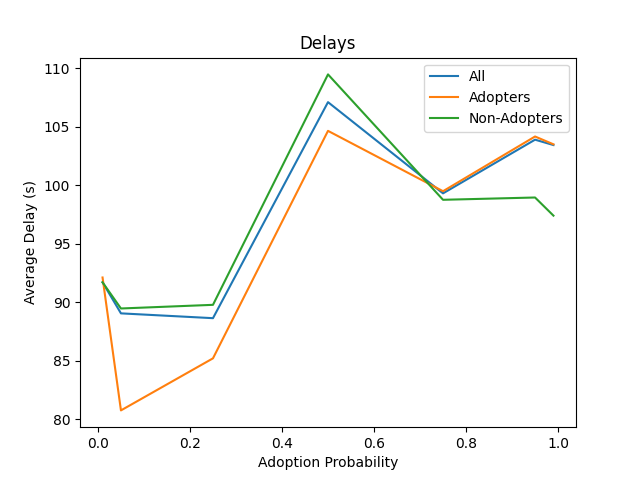 Delays
All
Adopters
Non-Adopters
Average Delay (s)
110
105
100
95
90
85
80
0.0 0.2 0.4 0.6 0.8 1.0
Adoption Probability